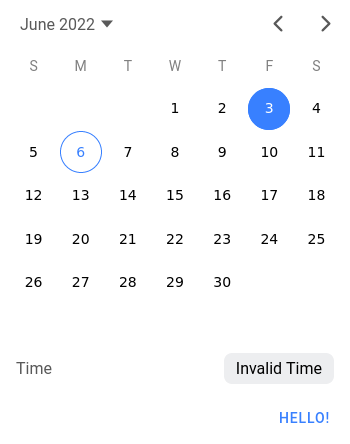 June 2022
S M T W T F S
1 2 3 4
5 6 7 8 9 10 11
12 13 14 15 16 17 18
19 20 21 22 23 24 25
26 27 28 29 30
Time Invalid Time
HELLO!